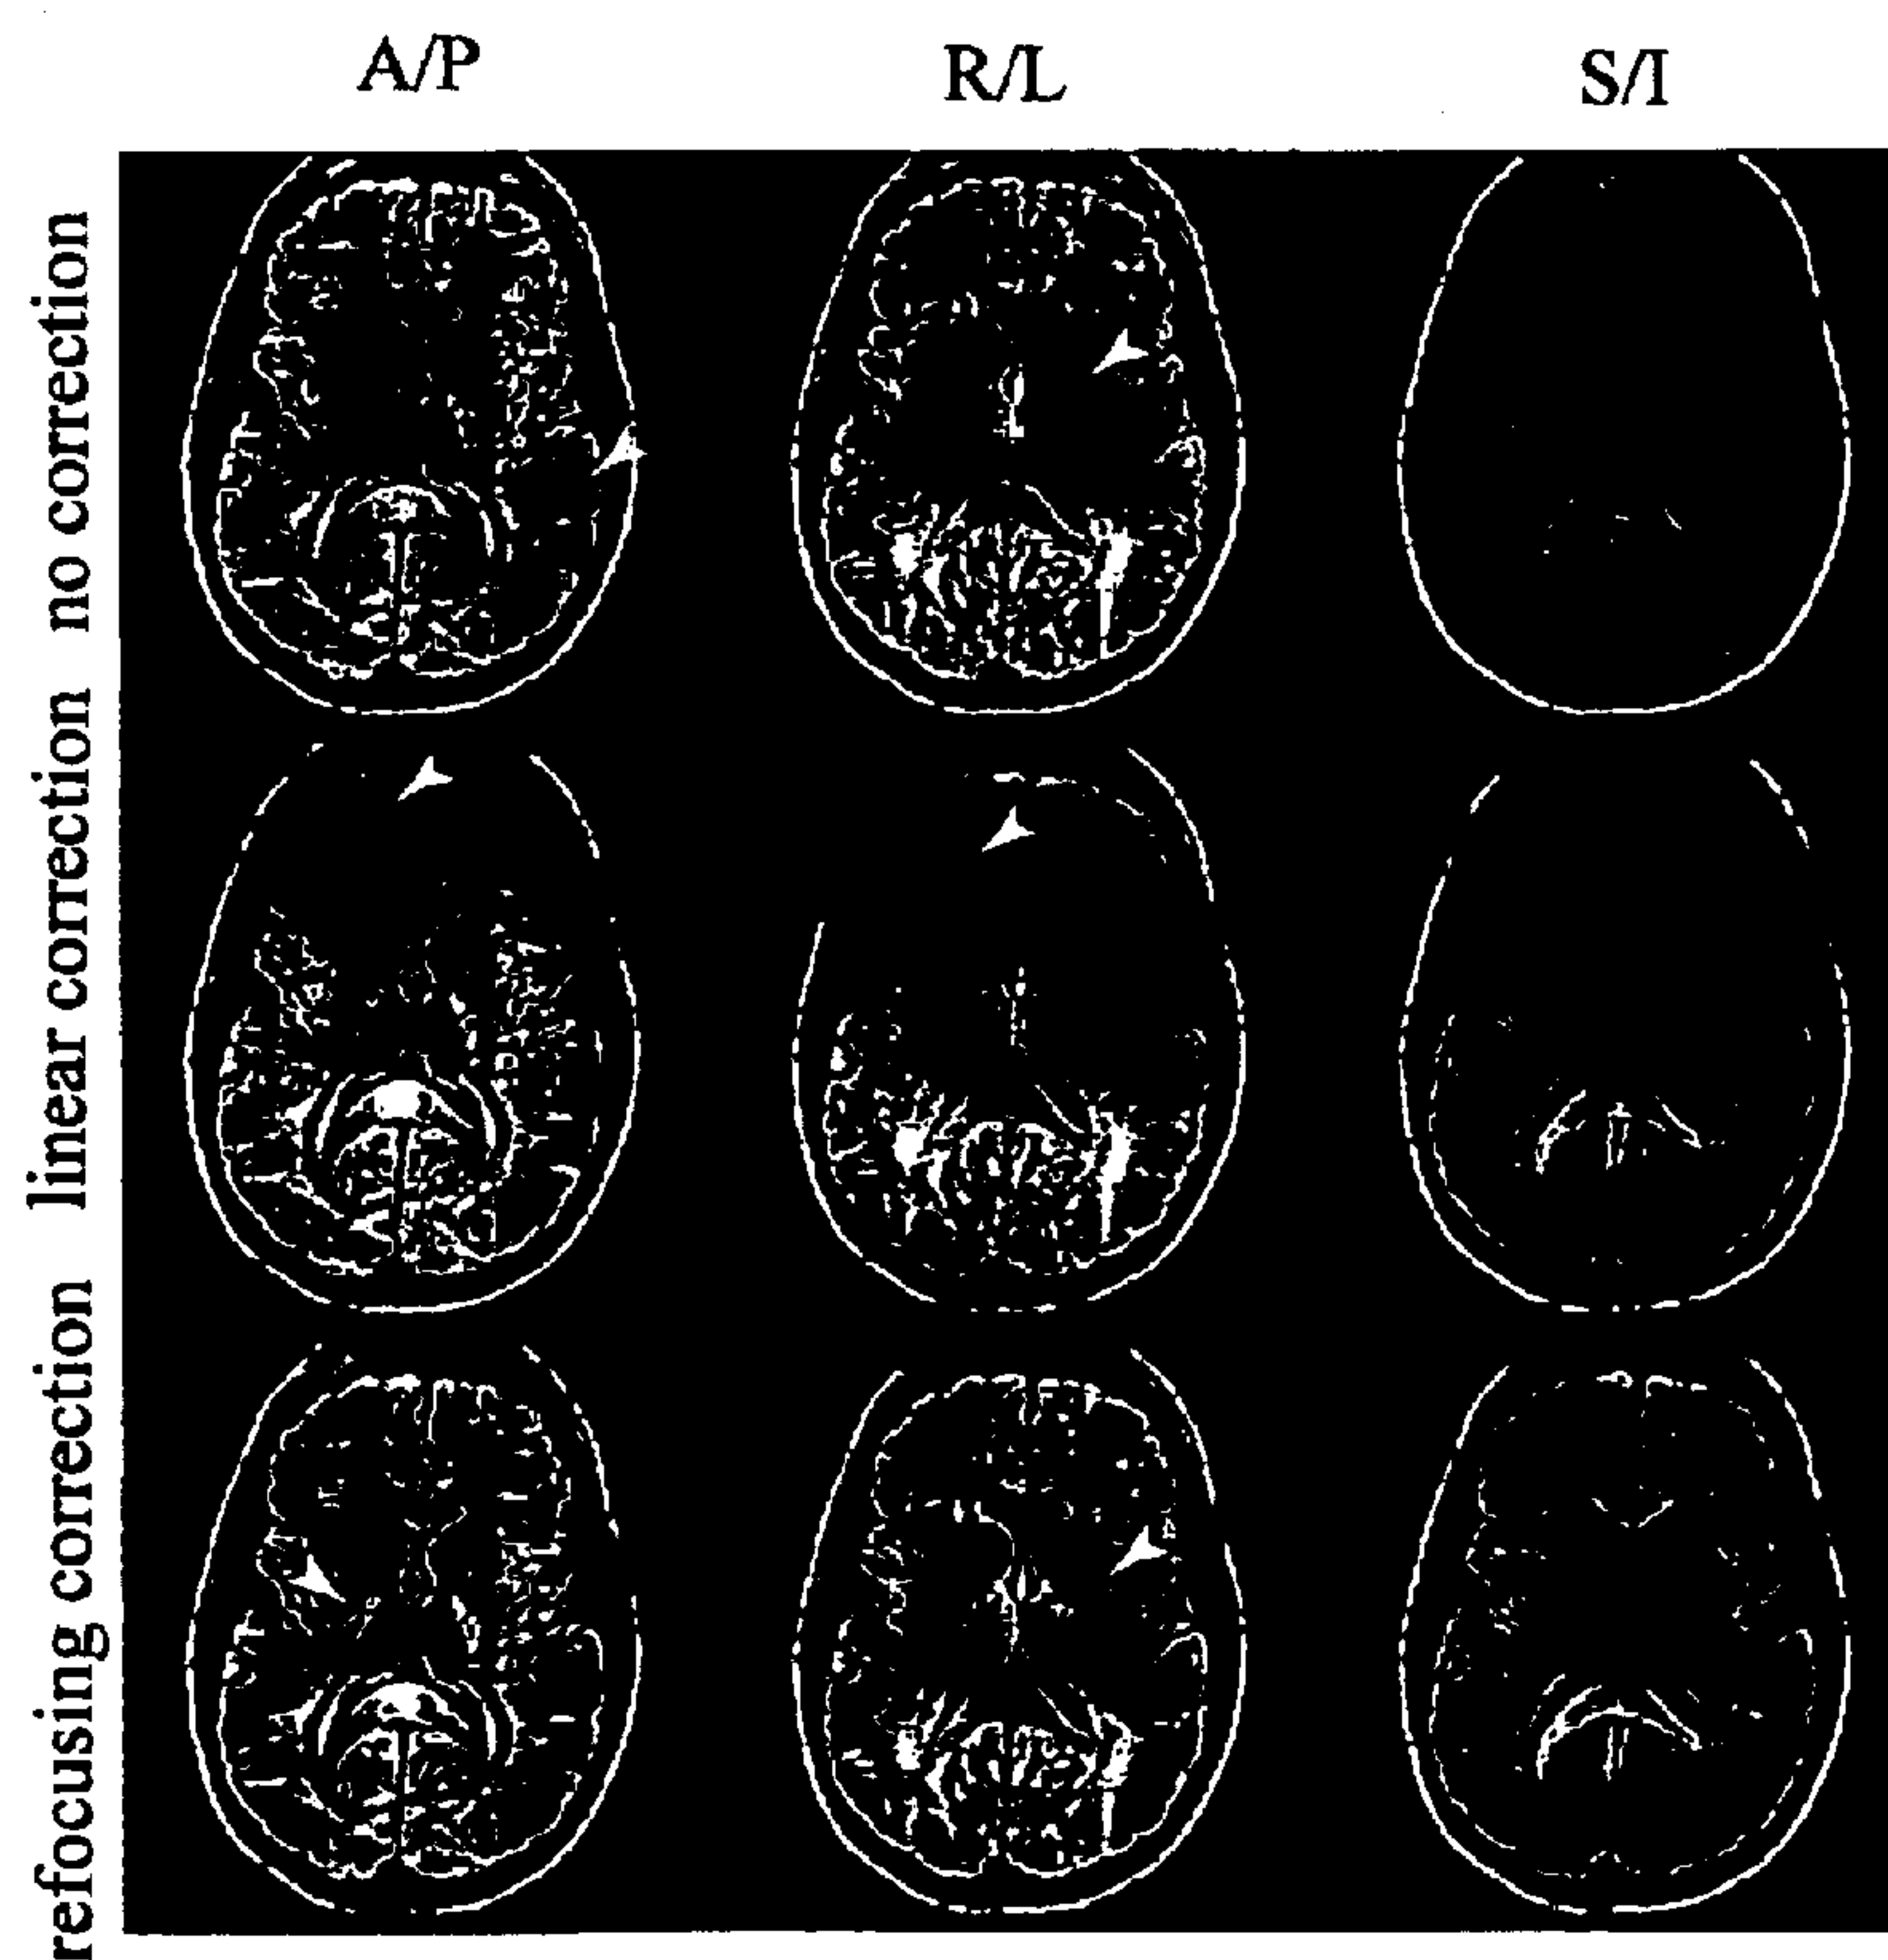 A/P R/L S/I
no correction
linear correction
refocusing correction